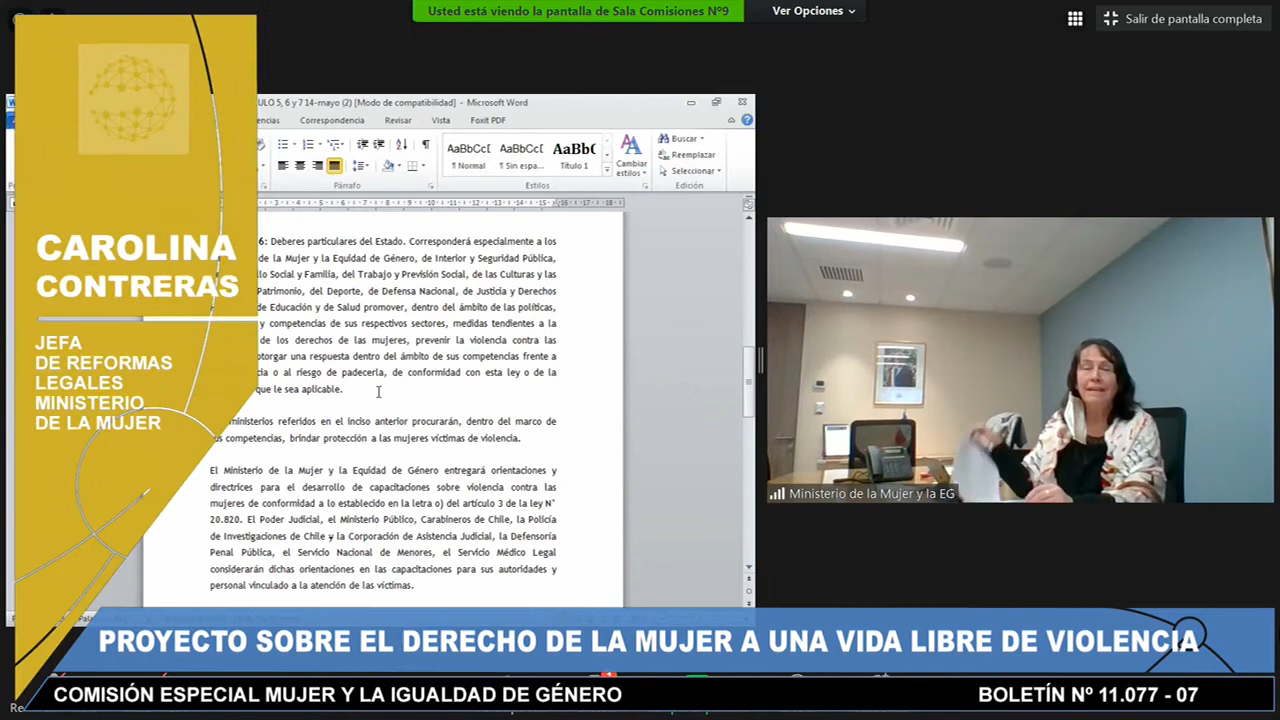 Usted está viendo la pantalla de Sala Comisiones Nº9
Ver Opciones
Salir de pantalla completa
CAROLINA
CONTRERAS
JEFA
DE REFORMAS
LEGALES
MINISTERIO
DE LA MUJER
ULO 5, 6 y 7 14-mayo (2) [Modo de compatibilidad] - Microsoft Word
Correspondencia Revisar Vista Foxit PDF
AaBbCc AaBbCc AaBb
Normal Sin espa... Título 1
Cambiar
estilos
Buscar
Reemplazar
Seleccionar
Párrafo Estilos Edición
6: Deberes particulares del Estado. Corresponderá especialmente a los
de la Mujer y la Equidad de Género, de Interior y Seguridad Pública,
llo Social y Familia, del Trabajo y Previsión Social, de las Culturas y las
Patrimonio, del Deporte, de Defensa Nacional, de Justicia y Derechos
de Educación y de Salud promover, dentro del ámbito de las políticas,
y competencias de sus respectivos sectores, medidas tendientes a la
de los derechos de las mujeres, prevenir la violencia contra las
otorgar una respuesta dentro del ámbito de sus competencias frente a
cia o al riesgo de padecerla, de conformidad con esta ley o de la
que le sea aplicable.
ministerios referidos en el inciso anterior procurarán, dentro del marco de
us competencias, brindar protección a las mujeres víctimas de violencia.
El Ministerio de la Mujer y la Equidad de Género entregará orientaciones y
directrices para el desarrollo de capacitaciones sobre violencia contra las
mujeres de conformidad a lo establecido en la letra o) del artículo 3 de la ley N°
20.820. El Poder Judicial, el Ministerio Público, Carabineros de Chile, la Policía
de Investigaciones de Chile y la Corporación de Asistencia Judicial, la Defensoría
Penal Pública, el Servicio Nacional de Menores, el Servicio Médico Legal
considerarán dichas orientaciones en las capacitaciones para sus autoridades y
personal vinculado a la atención de las víctimas.
Ministerio de la Mujer y la EG
PROYECTO SOBRE EL DERECHO DE LA MUJER A UNA VIDA LIBRE DE VIOLENCIA
COMISIÓN ESPECIAL MUJER Y LA IGUALDAD DE GÉNERO
BOLETÍN Nº 11.077 - 07